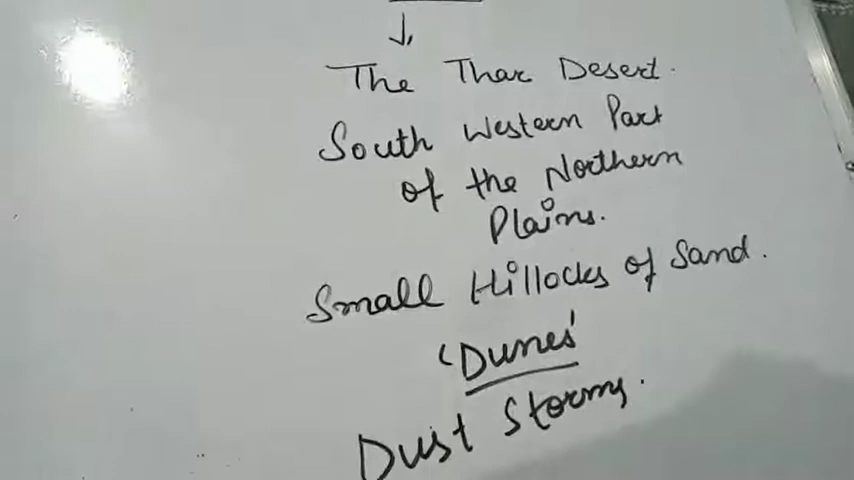 The Thar Desert.
South Western Part
of the Northern
Plains.
Small Hillocks of Sand.
'Dunes'
Dust Storms.